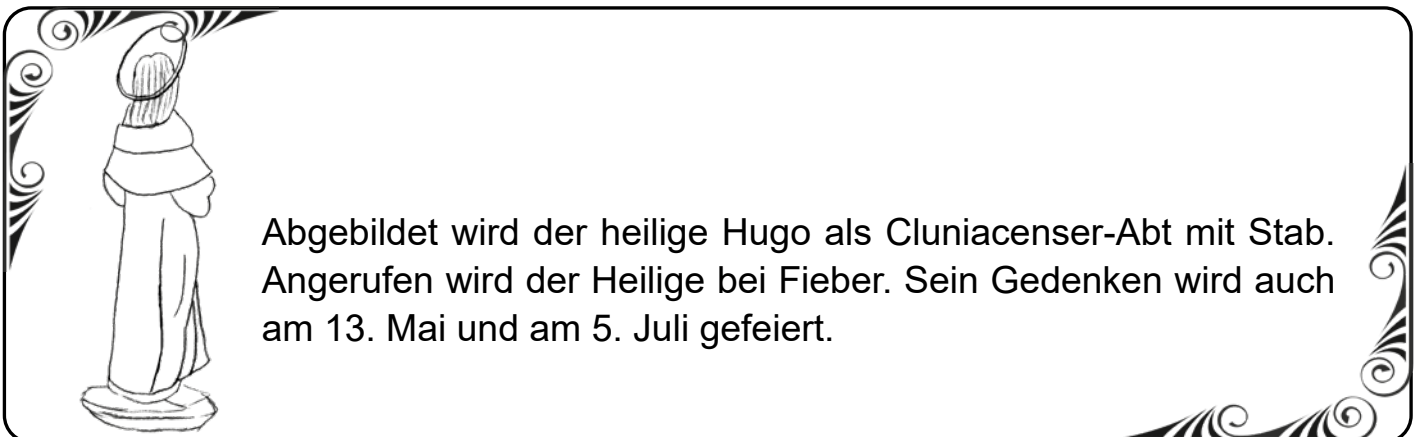 Abgebildet wird der heilige Hugo als Cluniacenser-Abt mit Stab.
Angerufen wird der Heilige bei Fieber. Sein Gedenken wird auch
am 13. Mai und am 5. Juli gefeiert.